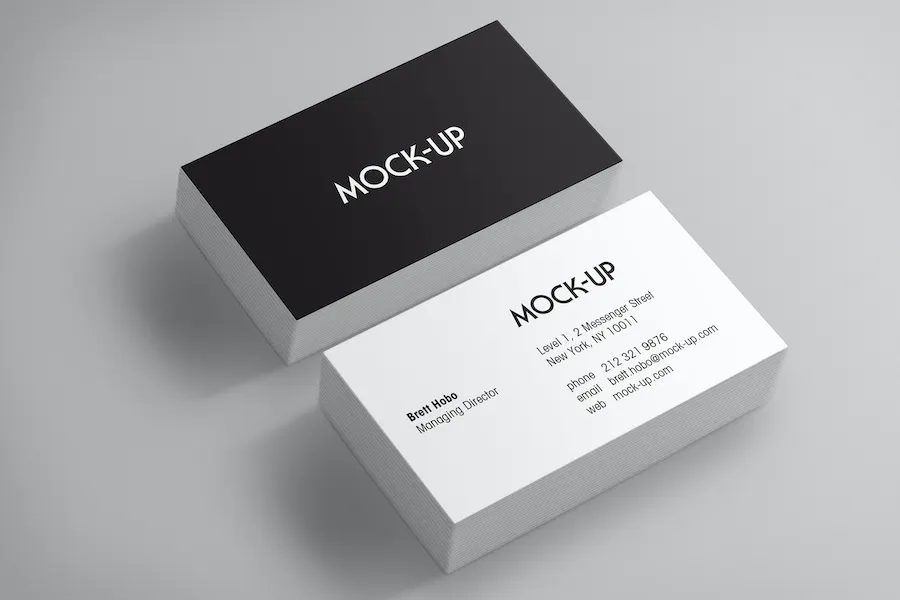 MOCK-UP
MOCK-UP
Level 1, 2 Messenger Street
New York, NY 10011
phone 212 321 9876
email brett.hobo@mock-up.com
web mock-up.com
Brett Hobo
Managing Director